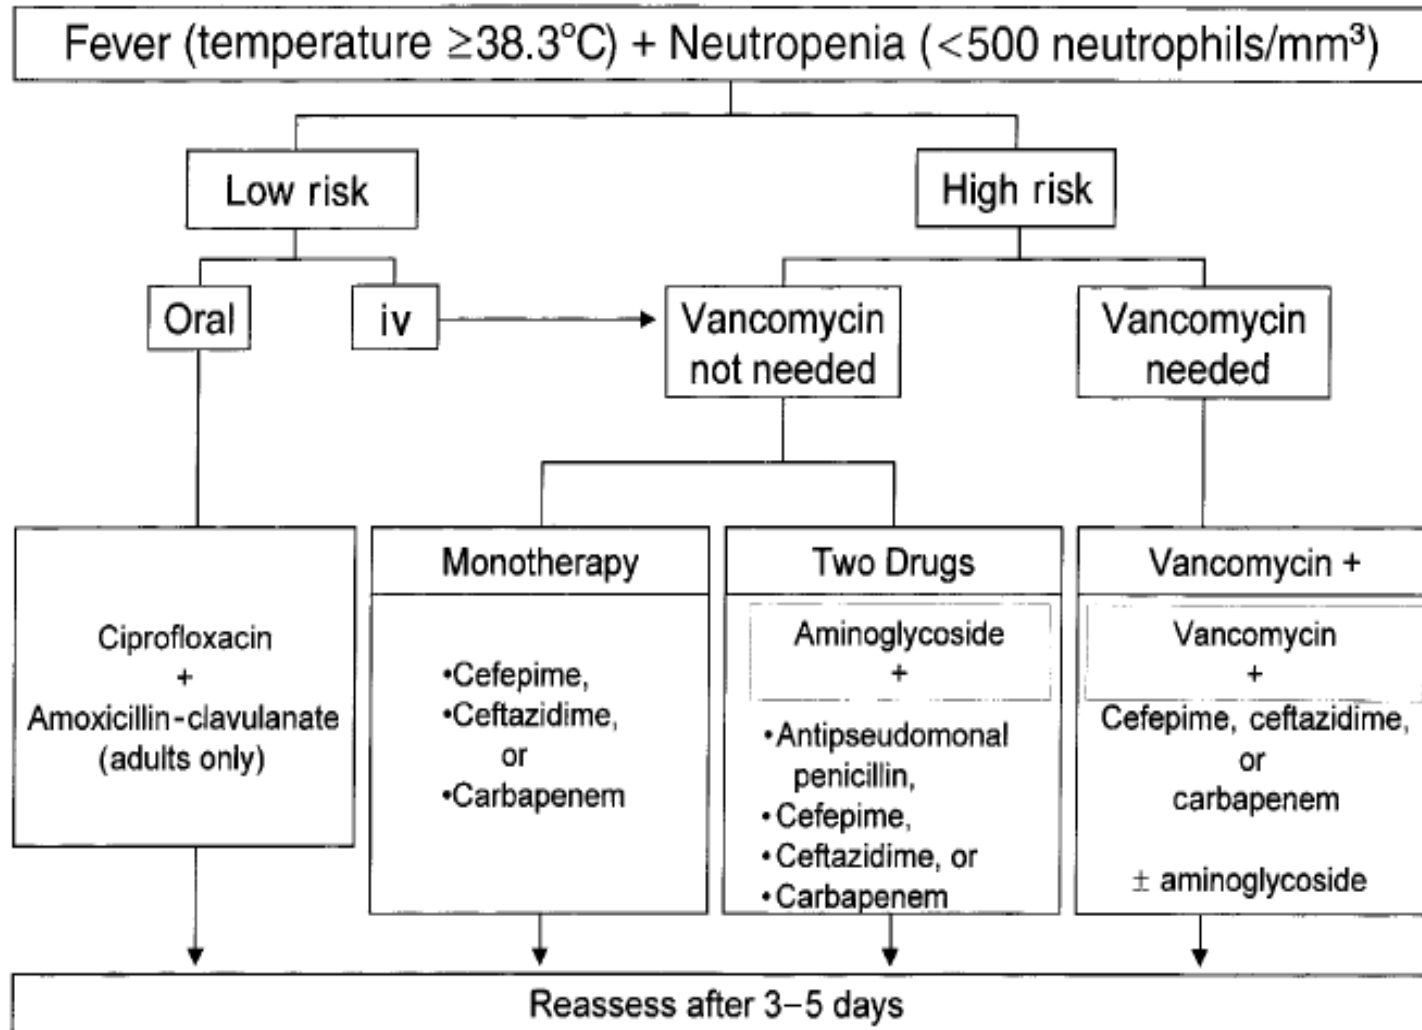 Fever (temperature ≥38.3°C) + Neutropenia (<500 neutrophils/mm³)
Low risk
High risk
Oral
iv
Vancomycin
not needed
Vancomycin
needed
Ciprofloxacin
+
Amoxicillin-clavulanate
(adults only)
Monotherapy
•Cefepime,
•Ceftazidime,
or
•Carbapenem
Two Drugs
Aminoglycoside
+
•Antipseudomonal
penicillin,
•Cefepime,
•Ceftazidime, or
•Carbapenem
Vancomycin +
Vancomycin
+
Cefepime, ceftazidime,
or
carbapenem
± aminoglycoside
Reassess after 3–5 days